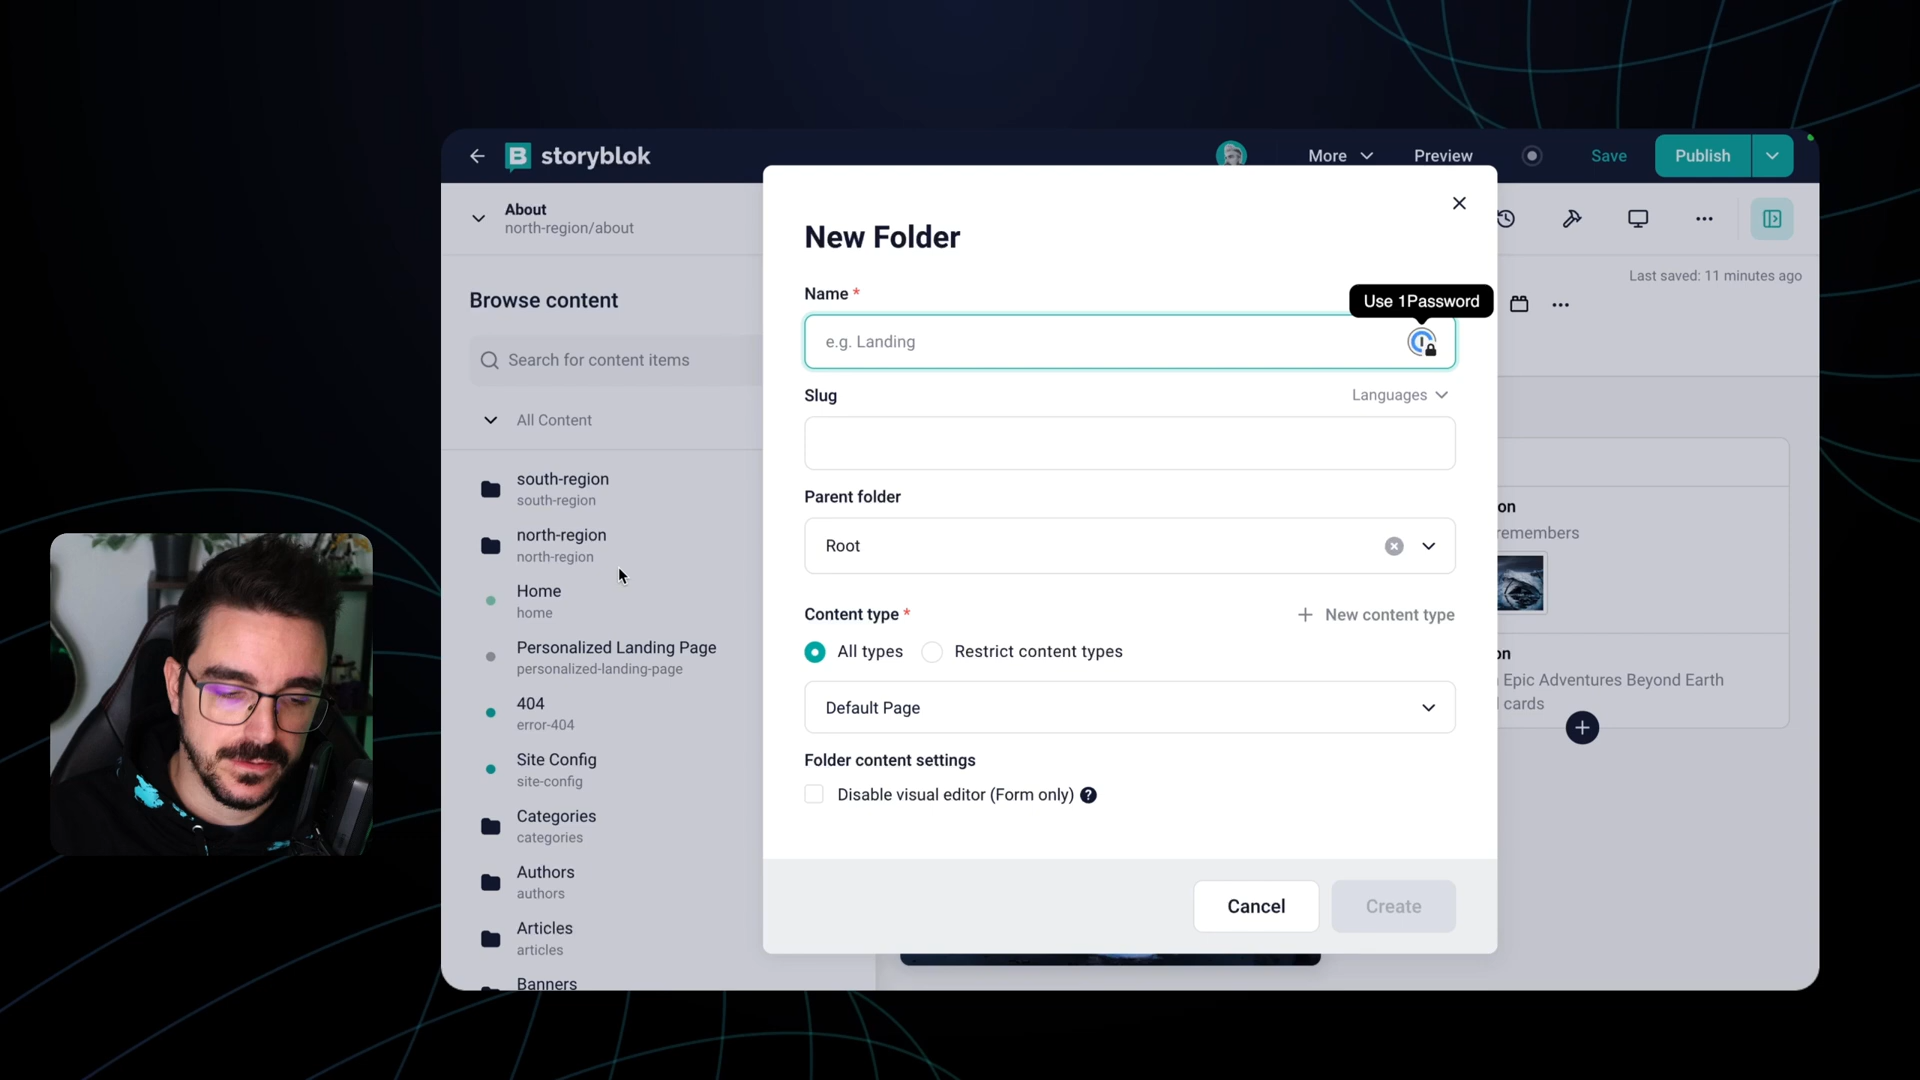 storyblok
More
Preview
Save
Publish
About
north-region/about
Last saved: 11 minutes ago
Browse content
Search for content items
All Content
south-region
south-region
north-region
north-region
Home
home
Personalized Landing Page
personalized-landing-page
404
error-404
Site Config
site-config
Categories
categories
Authors
authors
Articles
articles
Banners
New Folder
Name *
Use 1Password
e.g. Landing
Slug
Languages
Parent folder
Root
Content type *
New content type
All types
Restrict content types
Default Page
Folder content settings
Disable visual editor (Form only)
Cancel
Create
on
remembers
on
Epic Adventures Beyond Earth
cards